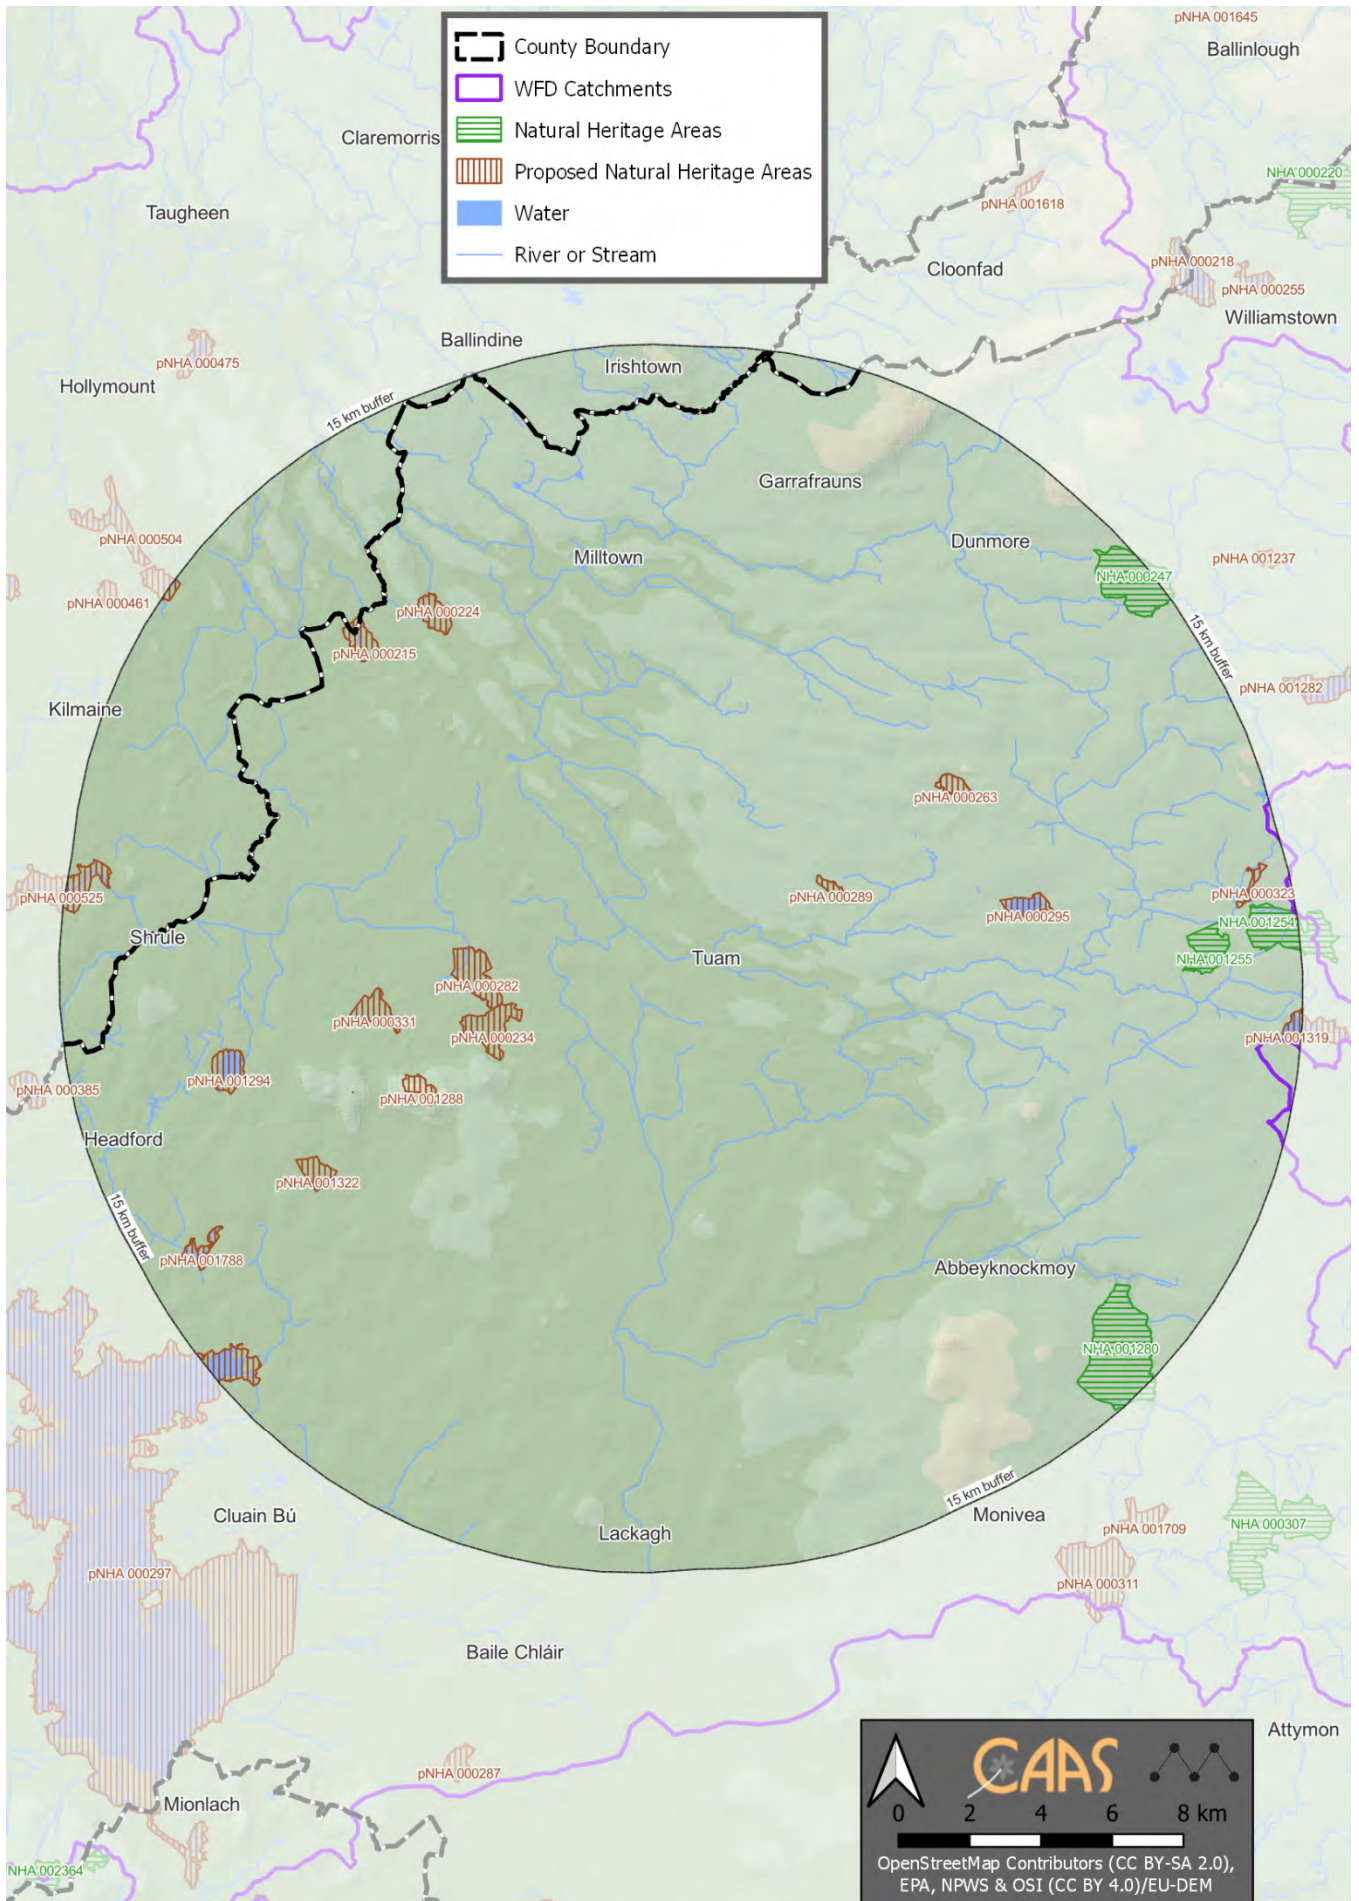 pNHA 001645
Ballinlough
County Boundary
WFD Catchments
Natural Heritage Areas
Proposed Natural Heritage Areas
Water
River or Stream
Claremorris
Taugheen
NHA 000220
pNHA 001618
Cloonfad
pNHA 000218
pNHA 000255
Williamstown
Ballindine
Irishtown
pNHA 000475
Hollymount
15 km buffer
Garrafrauns
pNHA 000504
Dunmore
Milltown
pNHA 001237
NHA 000247
pNHA 000461
pNHA 000224
15 km buffer
pNHA 000215
pNHA 001282
Kilmaine
pNHA 000263
pNHA 000525
pNHA 000289
pNHA 000295
pNHA 000323
NHA 001254
Shrule
Tuam
NHA 001255
pNHA 000282
pNHA 000331
pNHA 000234
pNHA 001319
pNHA 000385
pNHA 001294
pNHA 001288
Headford
pNHA 001322
15 km buffer
pNHA 001788
Abbeyknockmoy
NHA 001280
15 km buffer
Cluain Bú
Monivea
Lackagh
pNHA 001709
NHA 000307
pNHA 000297
pNHA 000311
Baile Chláir
Attymon
pNHA 000287
Mionlach
NHA 002364
CAAS
0 2 4 6 8 km
OpenStreetMap Contributors (CC BY-SA 2.0),
EPA, NPWS & OSI (CC BY 4.0)/EU-DEM